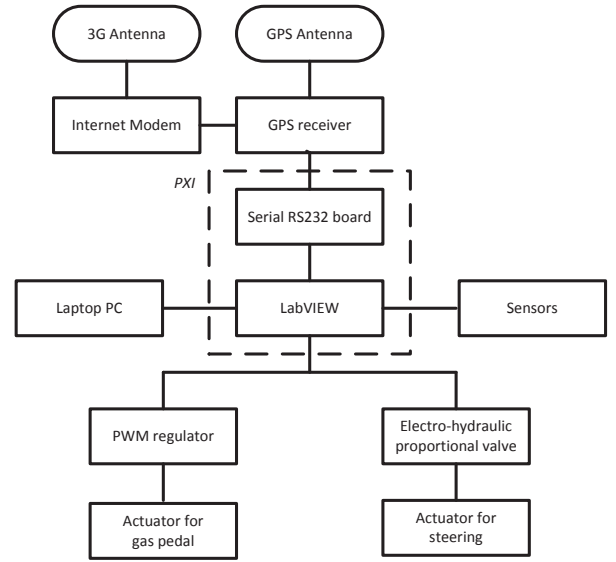 3G Antenna
GPS Antenna
Internet Modem
GPS receiver
PXI
Serial RS232 board
Laptop PC
LabVIEW
Sensors
PWM regulator
Electro-hydraulic
proportional valve
Actuator for
gas pedal
Actuator for
steering